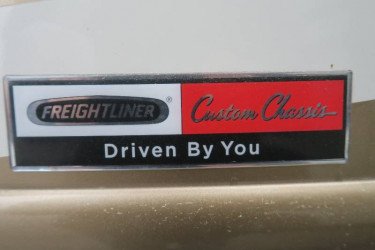 FREIGHTLINER® Custom Chassis
Driven By You